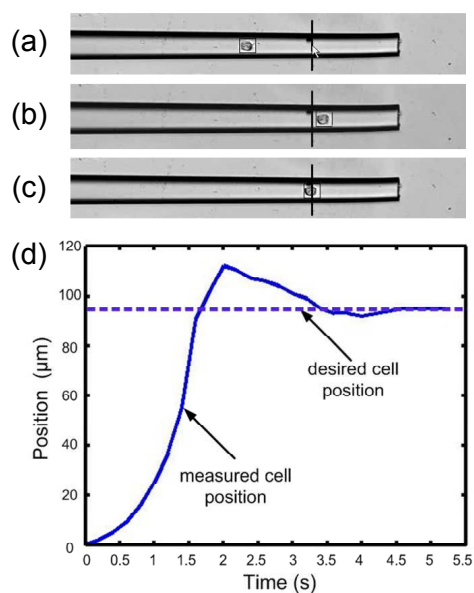 (a)
(b)
(c)
(d)
120
100
80
60
40
20
0
Position (μm)
desired cell
position
measured cell
position
0 0.5 1 1.5 2 2.5 3 3.5 4 4.5 5 5.5
Time (s)